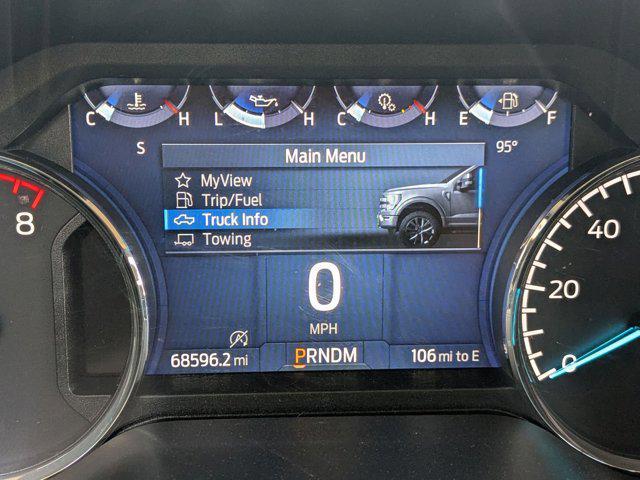 C H L H C H E F
S 95°
Main Menu
MyView
Trip/Fuel
Truck Info
Towing
8
40
20
0
0
MPH
68596.2 mi PRNDM 106 mi to E